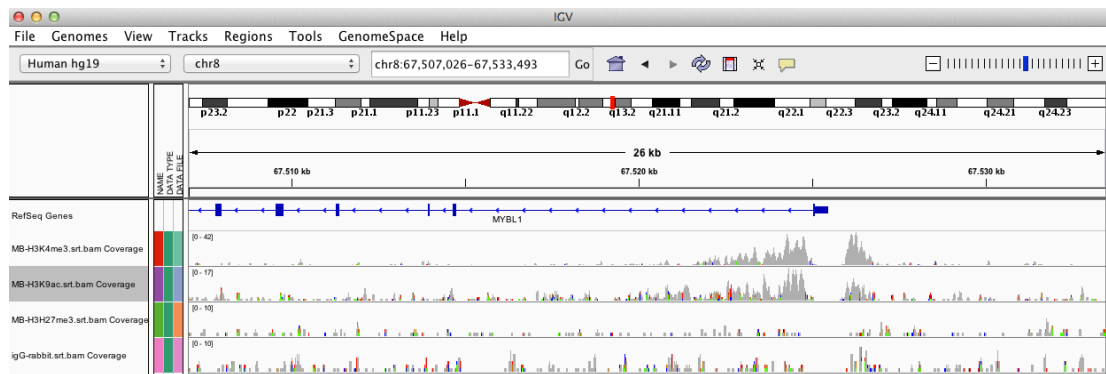 IGV
File Genomes View Tracks Regions Tools GenomeSpace Help
Human hg19 chr8 chr8:67,507,026-67,533,493 Go
p23.2 p22 p21.3 p21.1 p11.23 p11.1 q11.22 q12.2 q13.2 q21.11 q21.2 q22.1 q22.3 q23.2 q24.11 q24.21 q24.23
26 kb
67.510 kb 67.520 kb 67.530 kb
NAME
DATA TYPE
DATA FILE
RefSeq Genes
MYBL1
MB-H3K4me3.srt.bam Coverage
[0 - 42]
MB-H3K9ac.srt.bam Coverage
[0 - 17]
MB-H3H27me3.srt.bam Coverage
[0 - 10]
igG-rabbit.srt.bam Coverage
[0 - 10]